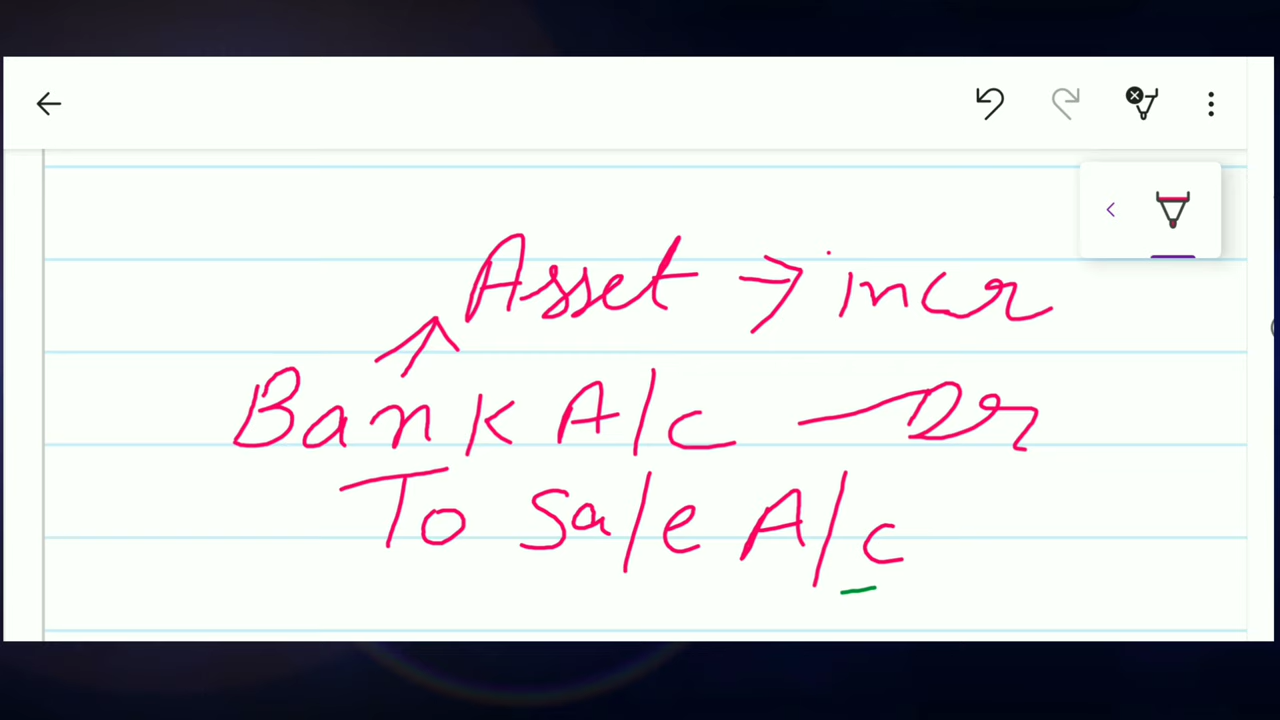 Asset → incr
Bank A/c — Dr
To Sale A/c